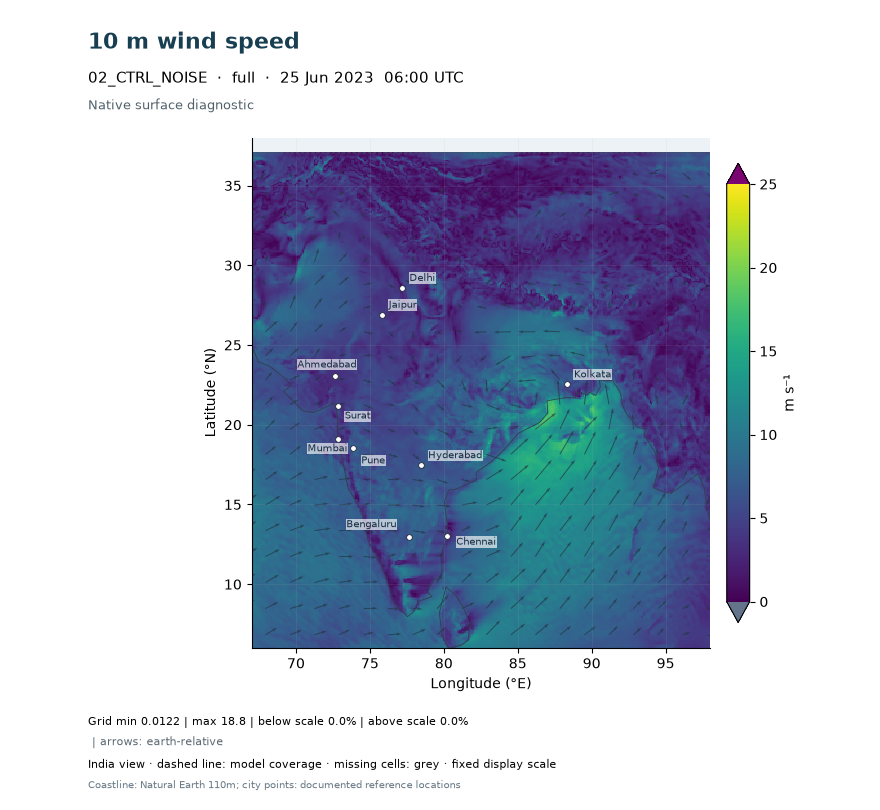 10 m wind speed
02_CTRL_NOISE · full · 25 Jun 2023 06:00 UTC
Native surface diagnostic
35
30
25
20
15
10
Latitude (°N)
Delhi
Jaipur
Ahmedabad
Kolkata
Surat
Mumbai
Pune
Hyderabad
Bengaluru
Chennai
70 75 80 85 90 95
Longitude (°E)
25
20
15
10
5
0
m s⁻¹
Grid min 0.0122 | max 18.8 | below scale 0.0% | above scale 0.0%
| arrows: earth-relative
India view · dashed line: model coverage · missing cells: grey · fixed display scale
Coastline: Natural Earth 110m; city points: documented reference locations